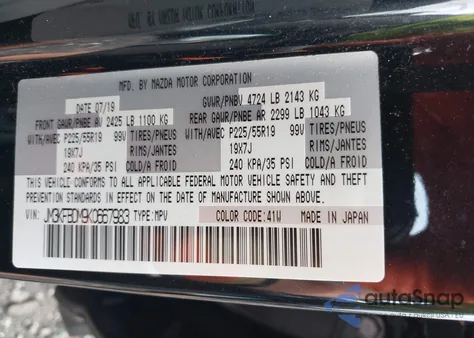 MFD. BY MAZDA MOTOR CORPORATION
DATE 07/19
GVWR/PNBV 4724 LB 2143 KG
FRONT GAWR/PNBE AV 2425 LB 1100 KG
REAR GAWR/PNBE AR 2299 LB 1043 KG
WITH/AVEC P225/55R19 99V TIRES/PNEUS
WITH/AVEC P225/55R19 99V TIRES/PNEUS
19X7J RIMS/JANTES
19X7J RIMS/JANTES
240 KPA/35 PSI COLD/A FROID
240 KPA/35 PSI COLD/A FROID
THIS VEHICLE CONFORMS TO ALL APPLICABLE FEDERAL MOTOR VEHICLE SAFETY AND THEFT
PREVENTION STANDARDS IN EFFECT ON THE DATE OF MANUFACTURE SHOWN ABOVE.
VIN: JM3KFBDM9K0667983 TYPE: MPV COLOR CODE: 41W MADE IN JAPAN
autoSnap